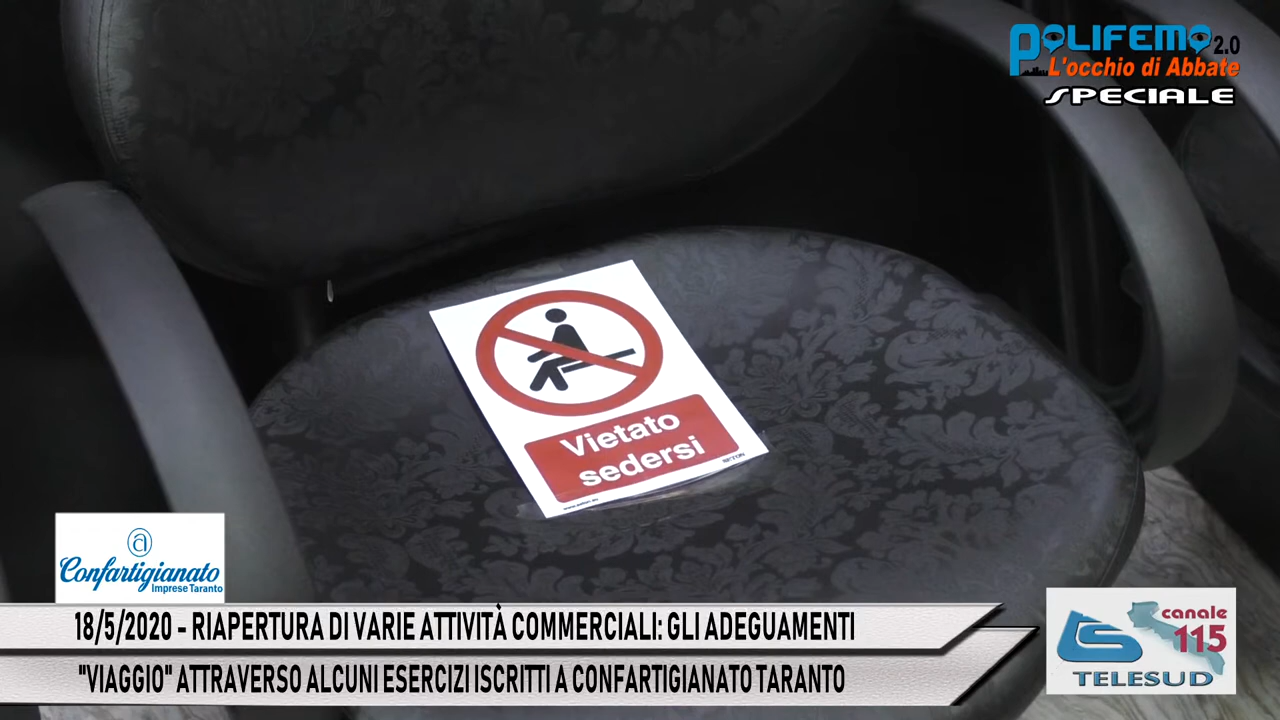 POLIFEMO 2.0
L'occhio di Abbate
SPECIALE
Vietato
sedersi
Confartigianato
Imprese Taranto
18/5/2020 – RIAPERTURA DI VARIE ATTIVITÀ COMMERCIALI: GLI ADEGUAMENTI
"VIAGGIO" ATTRAVERSO ALCUNI ESERCIZI ISCRITTI A CONFARTIGIANATO TARANTO
canale
115
TELESUD